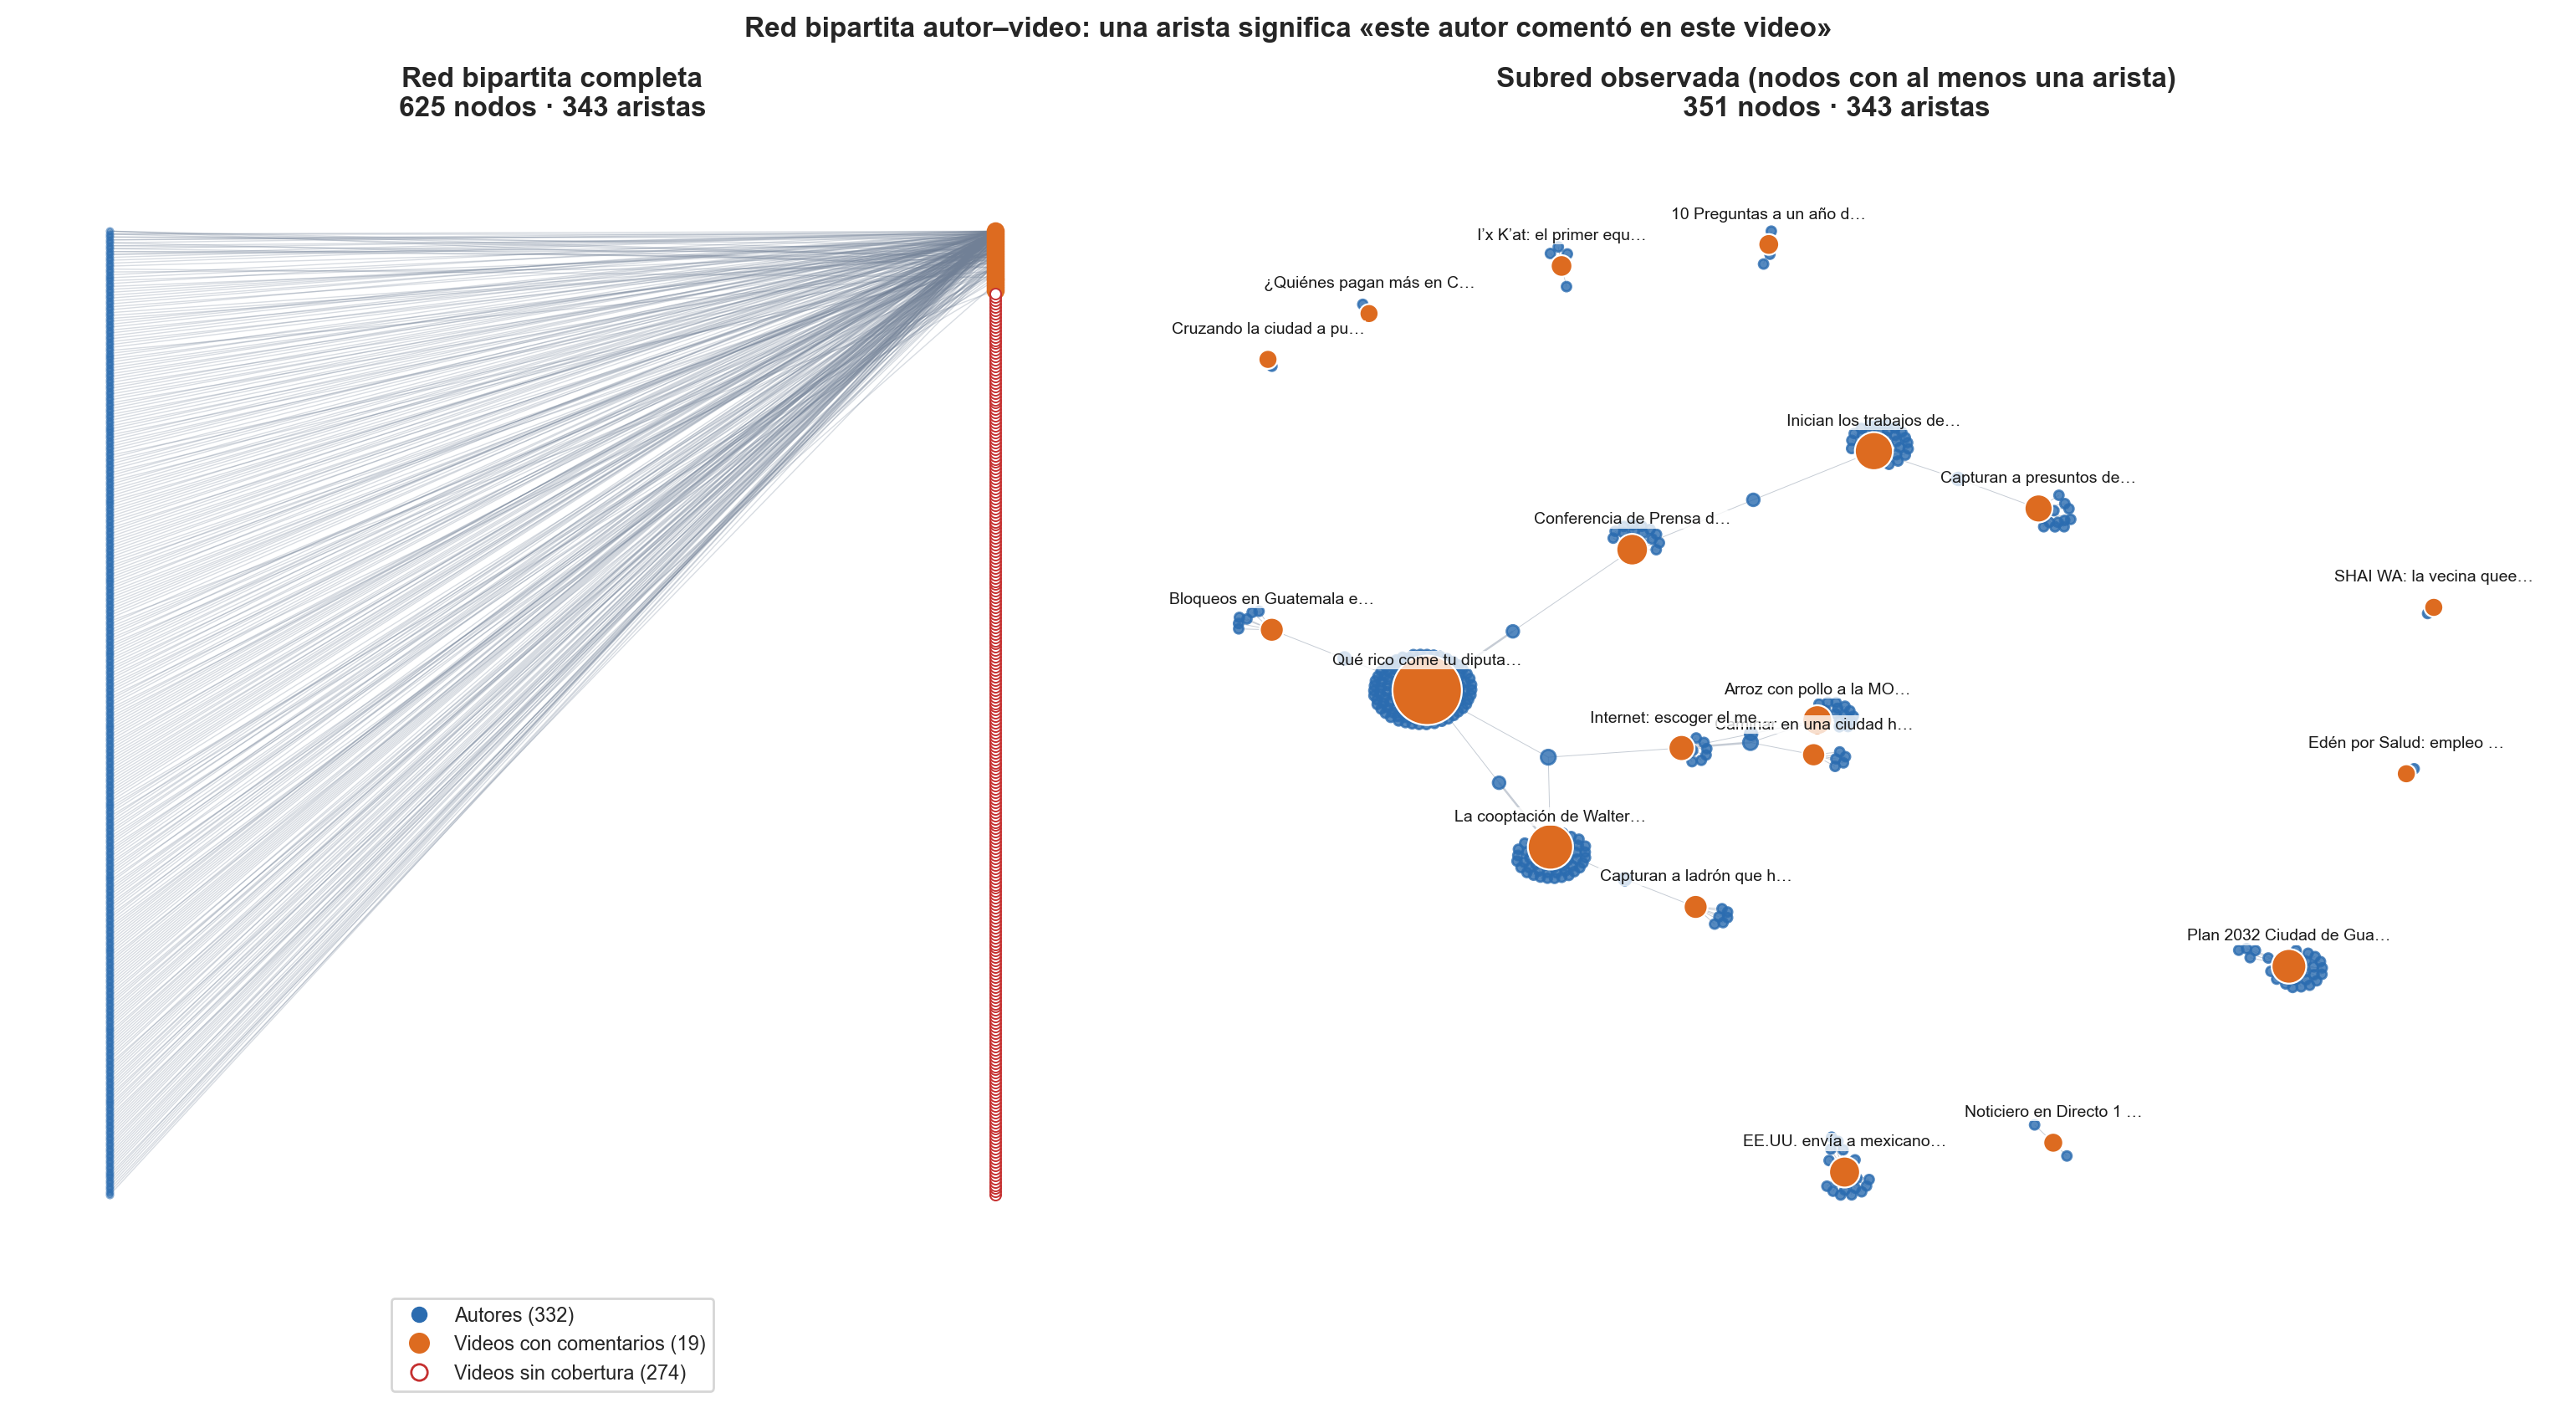 Red bipartita autor–video: una arista significa «este autor comentó en este video»
Red bipartita completa
625 nodos · 343 aristas
Subred observada (nodos con al menos una arista)
351 nodos · 343 aristas
10 Preguntas a un año d…
I’x K’at: el primer equ…
¿Quiénes pagan más en C…
Cruzando la ciudad a pu…
Inician los trabajos de…
Capturan a presuntos de…
Conferencia de Prensa d…
SHAI WA: la vecina quee…
Bloqueos en Guatemala e…
Qué rico come tu diputa…
Arroz con pollo a la MO…
Internet: escoger el me…
en una ciudad h…
Edén por Salud: empleo …
La cooptación de Walter…
Capturan a ladrón que h…
Plan 2032 Ciudad de Gua…
Noticiero en Directo 1 …
EE.UU. envía a mexicano…
Autores (332)
Videos con comentarios (19)
Videos sin cobertura (274)